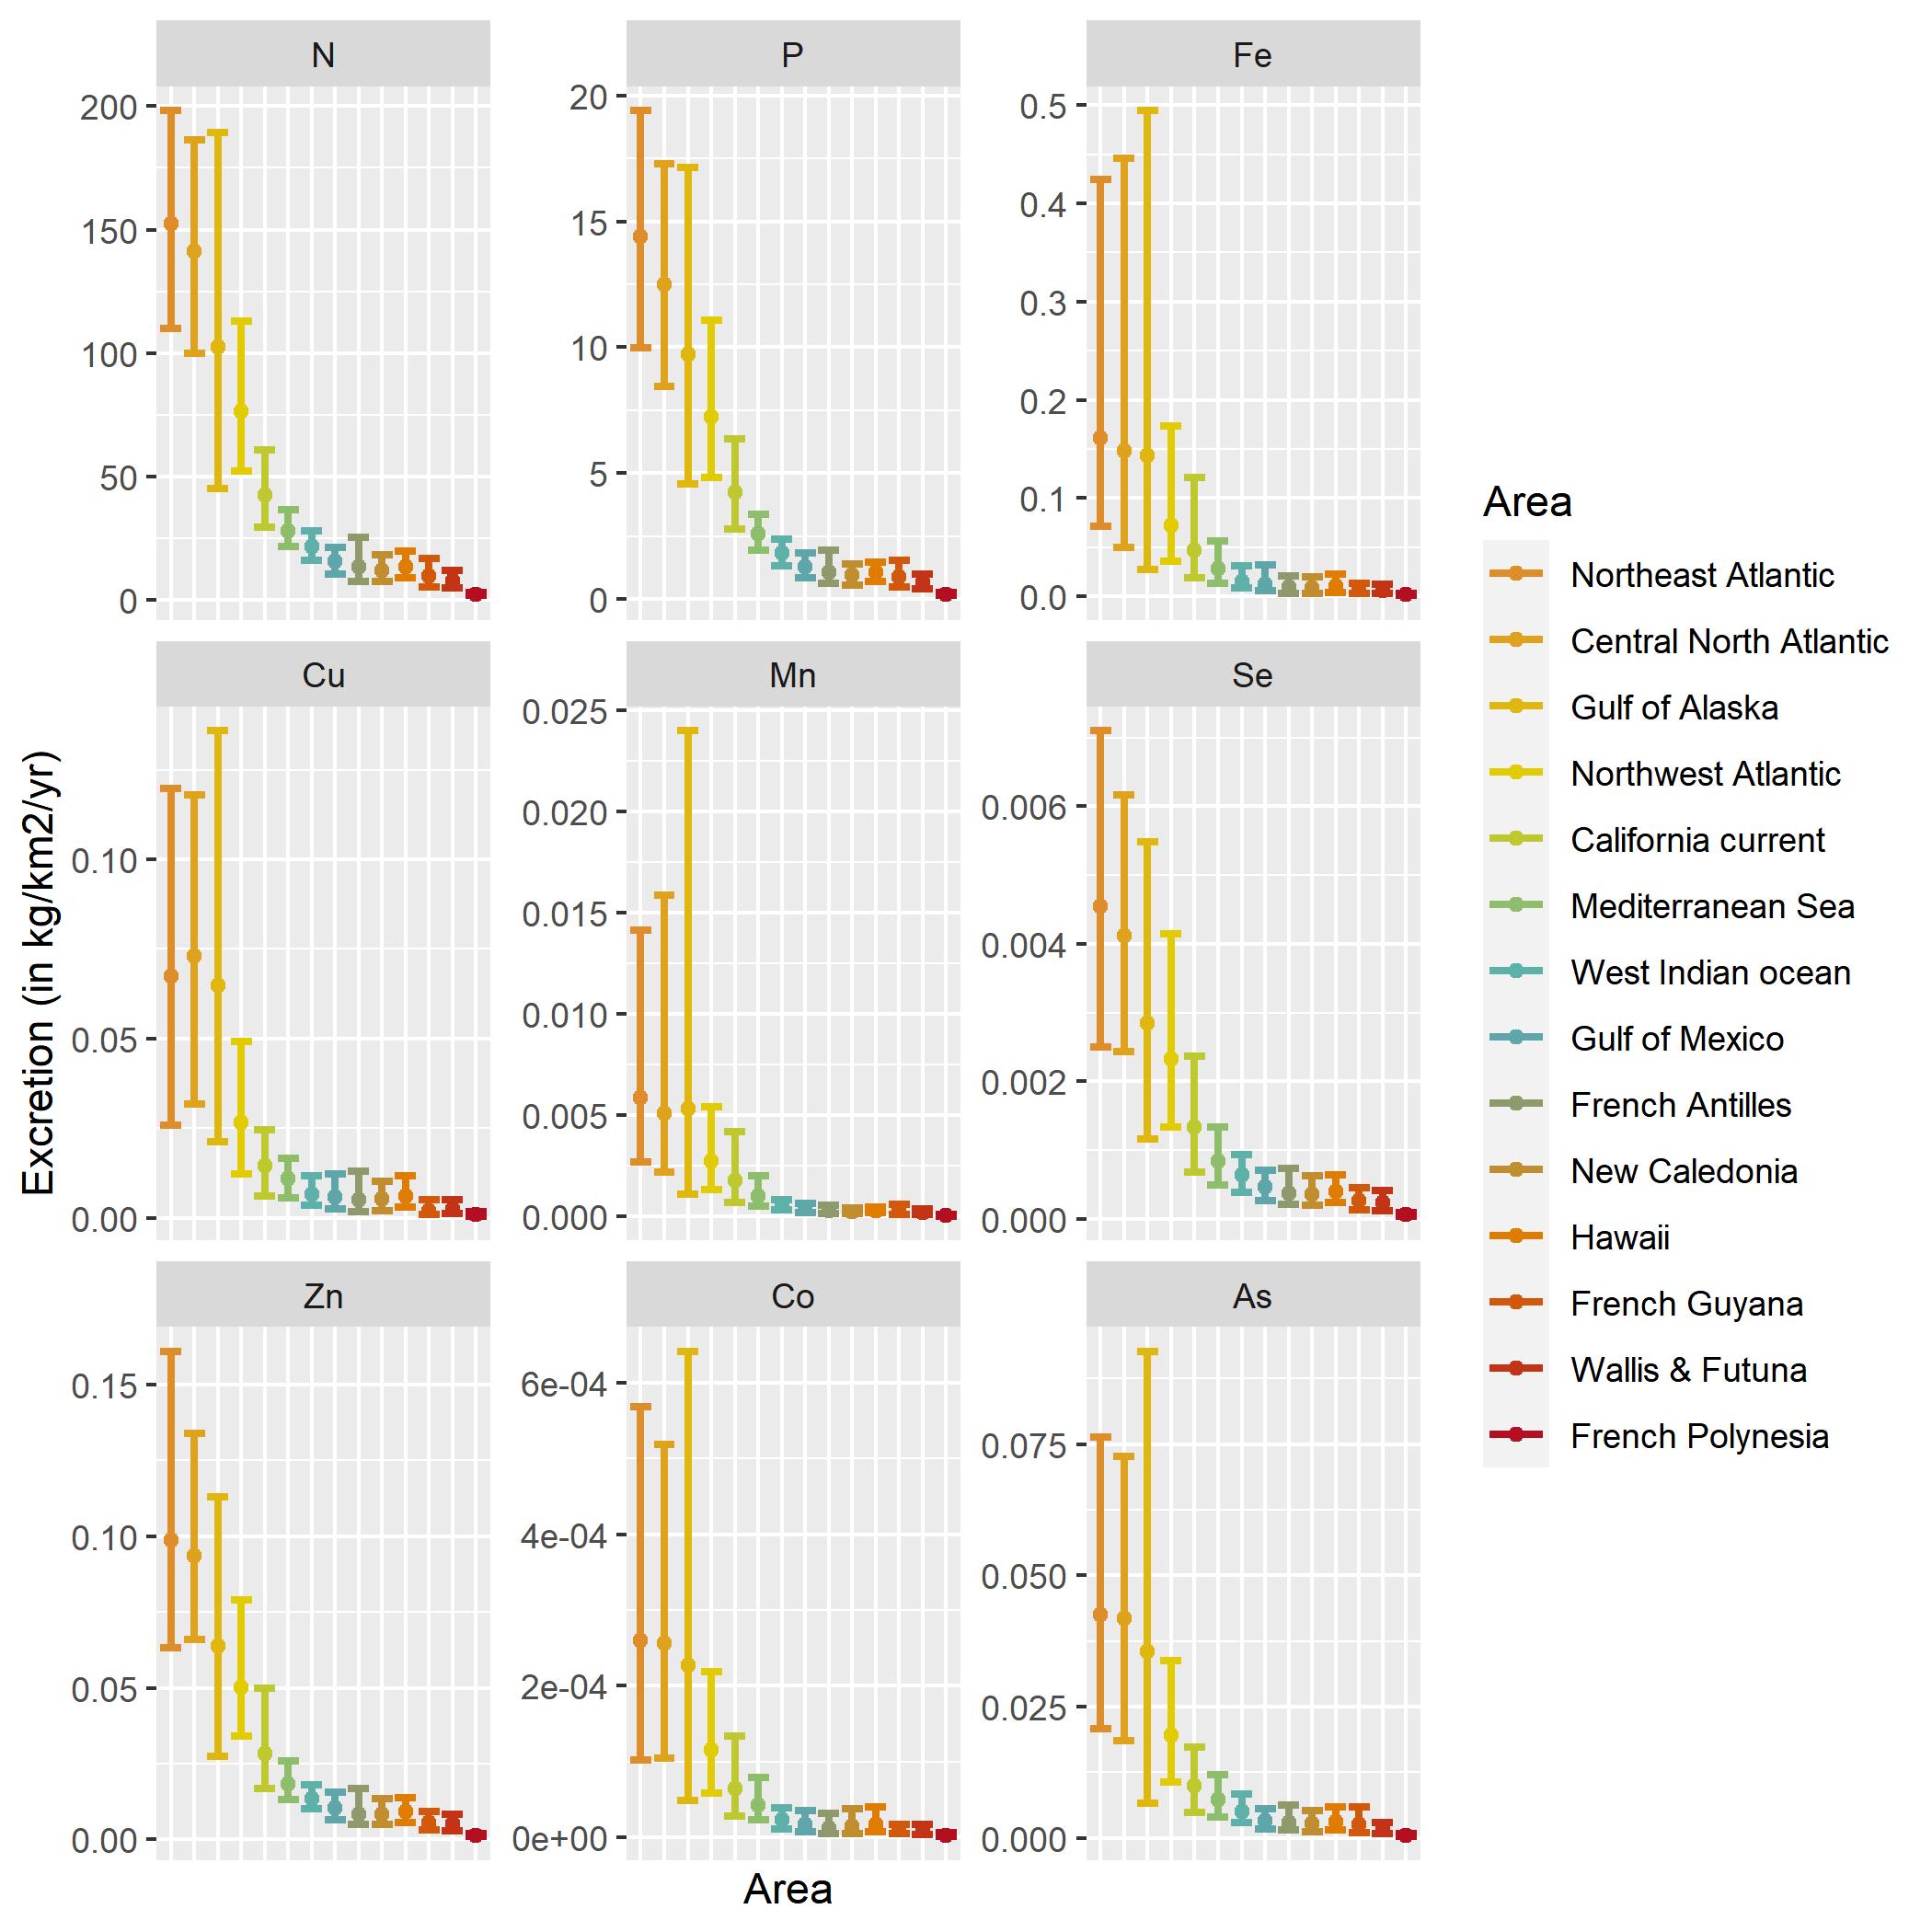 N
P
Fe
200
150
100
50
0
20
15
10
5
0
0.5
0.4
0.3
0.2
0.1
0.0
Cu
Mn
Se
0.10
0.05
0.00
0.025
0.020
0.015
0.010
0.005
0.000
0.006
0.004
0.002
0.000
Zn
Co
As
0.15
0.10
0.05
0.00
6e-04
4e-04
2e-04
0e+00
0.075
0.050
0.025
0.000
Excretion (in kg/km2/yr)
Area
Area
Northeast Atlantic
Central North Atlantic
Gulf of Alaska
Northwest Atlantic
California current
Mediterranean Sea
West Indian ocean
Gulf of Mexico
French Antilles
New Caledonia
Hawaii
French Guyana
Wallis & Futuna
French Polynesia